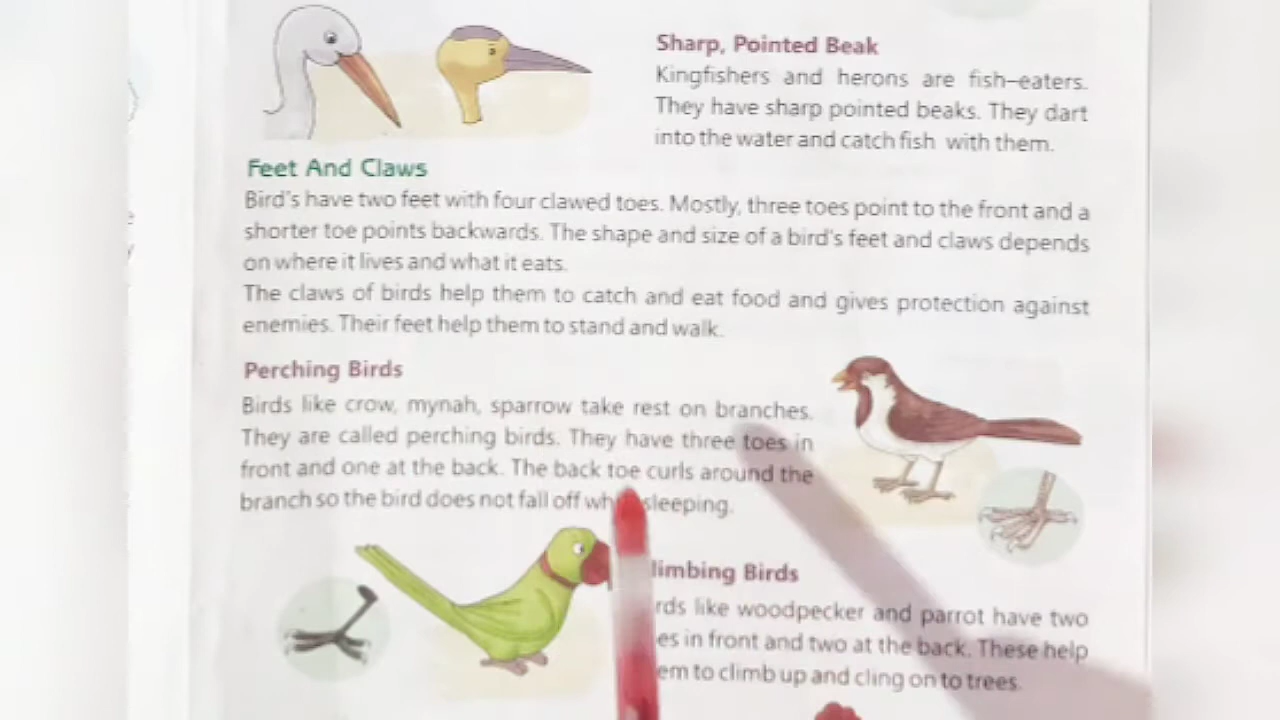 Sharp, Pointed Beak
Kingfishers and herons are fish–eaters.
They have sharp pointed beaks. They dart
into the water and catch fish with them.
Feet And Claws
Bird's have two feet with four clawed toes. Mostly, three toes point to the front and a
shorter toe points backwards. The shape and size of a bird's feet and claws depends
on where it lives and what it eats.
The claws of birds help them to catch and eat food and gives protection against
enemies. Their feet help them to stand and walk.
Perching Birds
Birds like crow, mynah, sparrow take rest on branches.
They are called perching birds. They have three toes in
front and one at the back. The back toe curls around the
branch so the bird does not fall off sleeping.
limbing Birds
rds like woodpecker and parrot have two
es in front and two at the back. These help
em to climb up and cling on to trees.